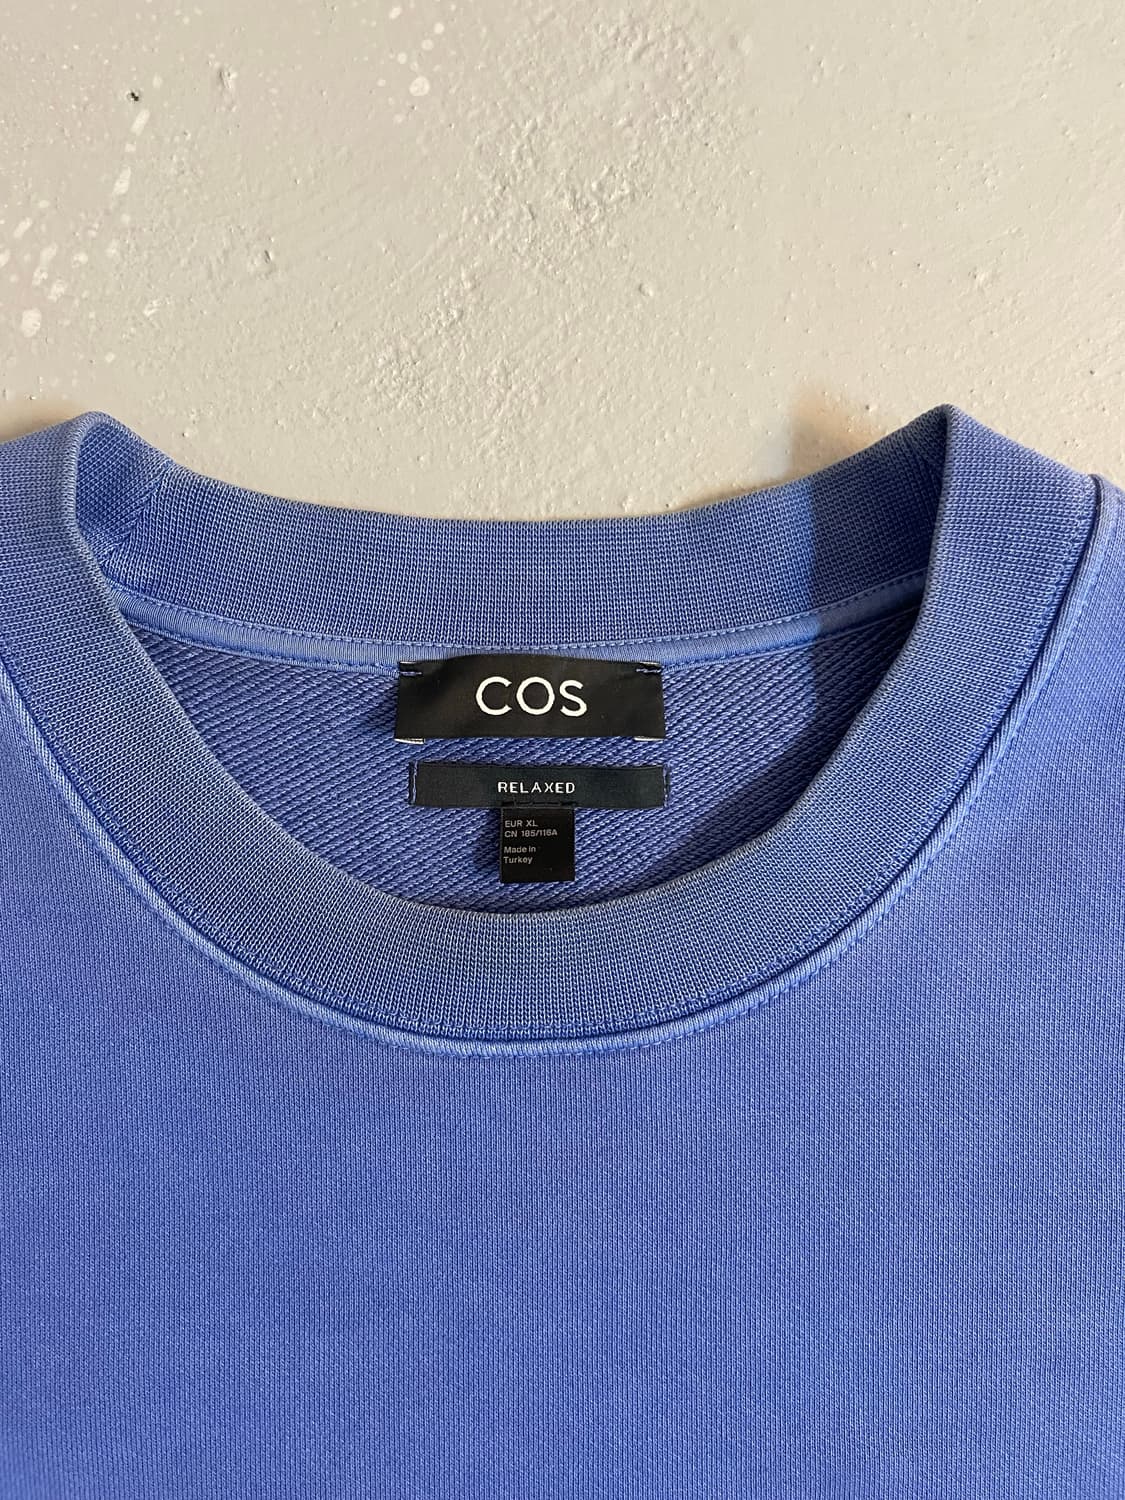 COS
RELAXED
EUR XL
CN 185/116A
Made in
Turkey